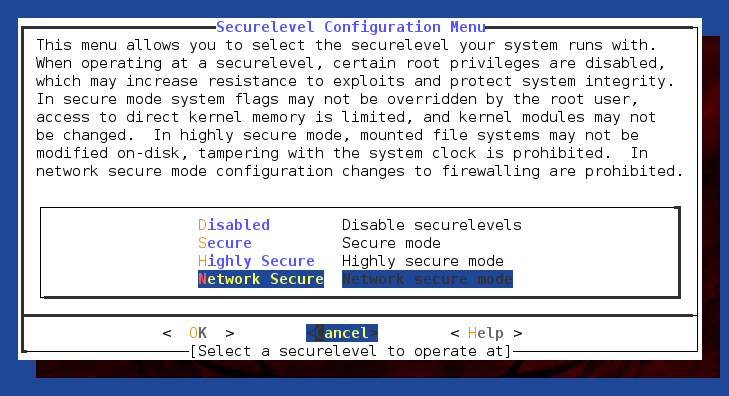 Securelevel Configuration Menu
This menu allows you to select the securelevel your system runs with.
When operating at a securelevel, certain root privileges are disabled,
which may increase resistance to exploits and protect system integrity.
In secure mode system flags may not be overridden by the root user,
access to direct kernel memory is limited, and kernel modules may not
be changed.  In highly secure mode, mounted file systems may not be
modified on-disk, tampering with the system clock is prohibited.  In
network secure mode configuration changes to firewalling are prohibited.
Disabled Disable securelevels
Secure Secure mode
Highly Secure Highly secure mode
Network Secure Network secure mode
<  OK  > <Cancel> < Help >
[Select a securelevel to operate at]